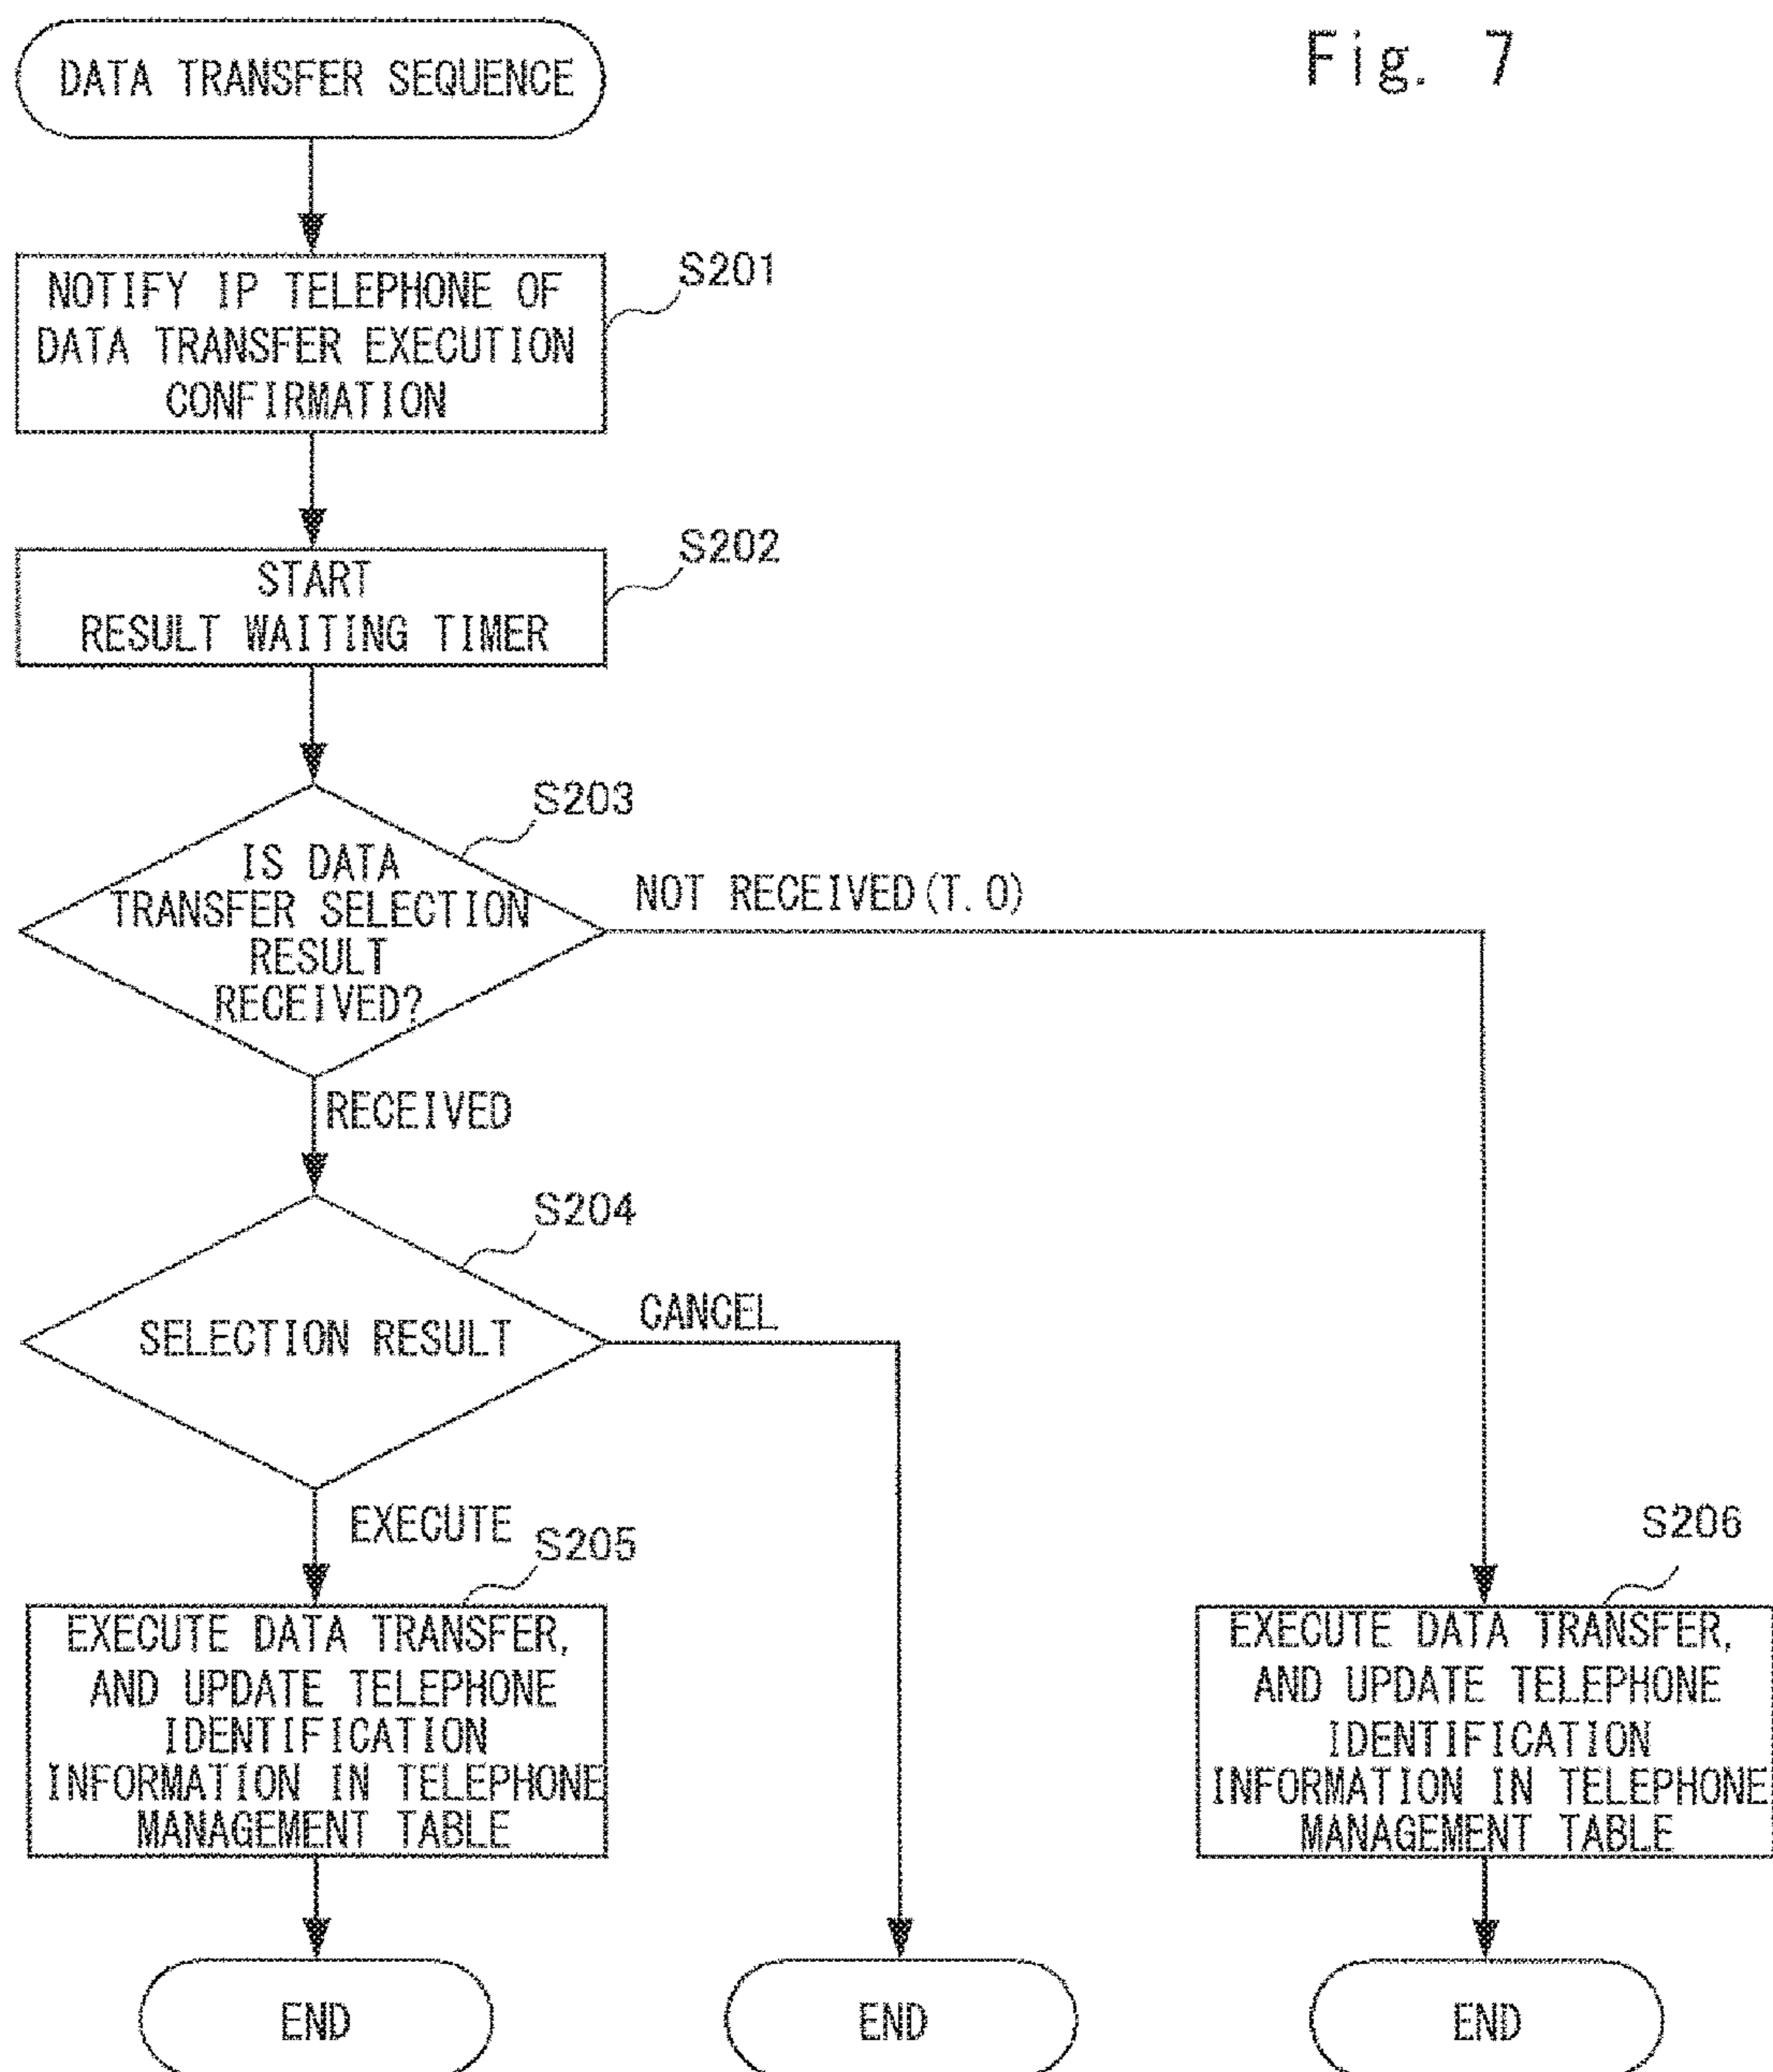 Fig. 7
DATA TRANSFER SEQUENCE
S201
NOTIFY IP TELEPHONE OF
DATA TRANSFER EXECUTION
CONFIRMATION
S202
START
RESULT WAITING TIMER
S203
IS DATA
TRANSFER SELECTION
RESULT
RECEIVED?
NOT RECEIVED(T.O)
RECEIVED
S204
SELECTION RESULT
CANCEL
EXECUTE
S205
EXECUTE DATA TRANSFER,
AND UPDATE TELEPHONE
IDENTIFICATION
INFORMATION IN TELEPHONE
MANAGEMENT TABLE
S206
EXECUTE DATA TRANSFER,
AND UPDATE TELEPHONE
IDENTIFICATION
INFORMATION IN TELEPHONE
MANAGEMENT TABLE
END
END
END